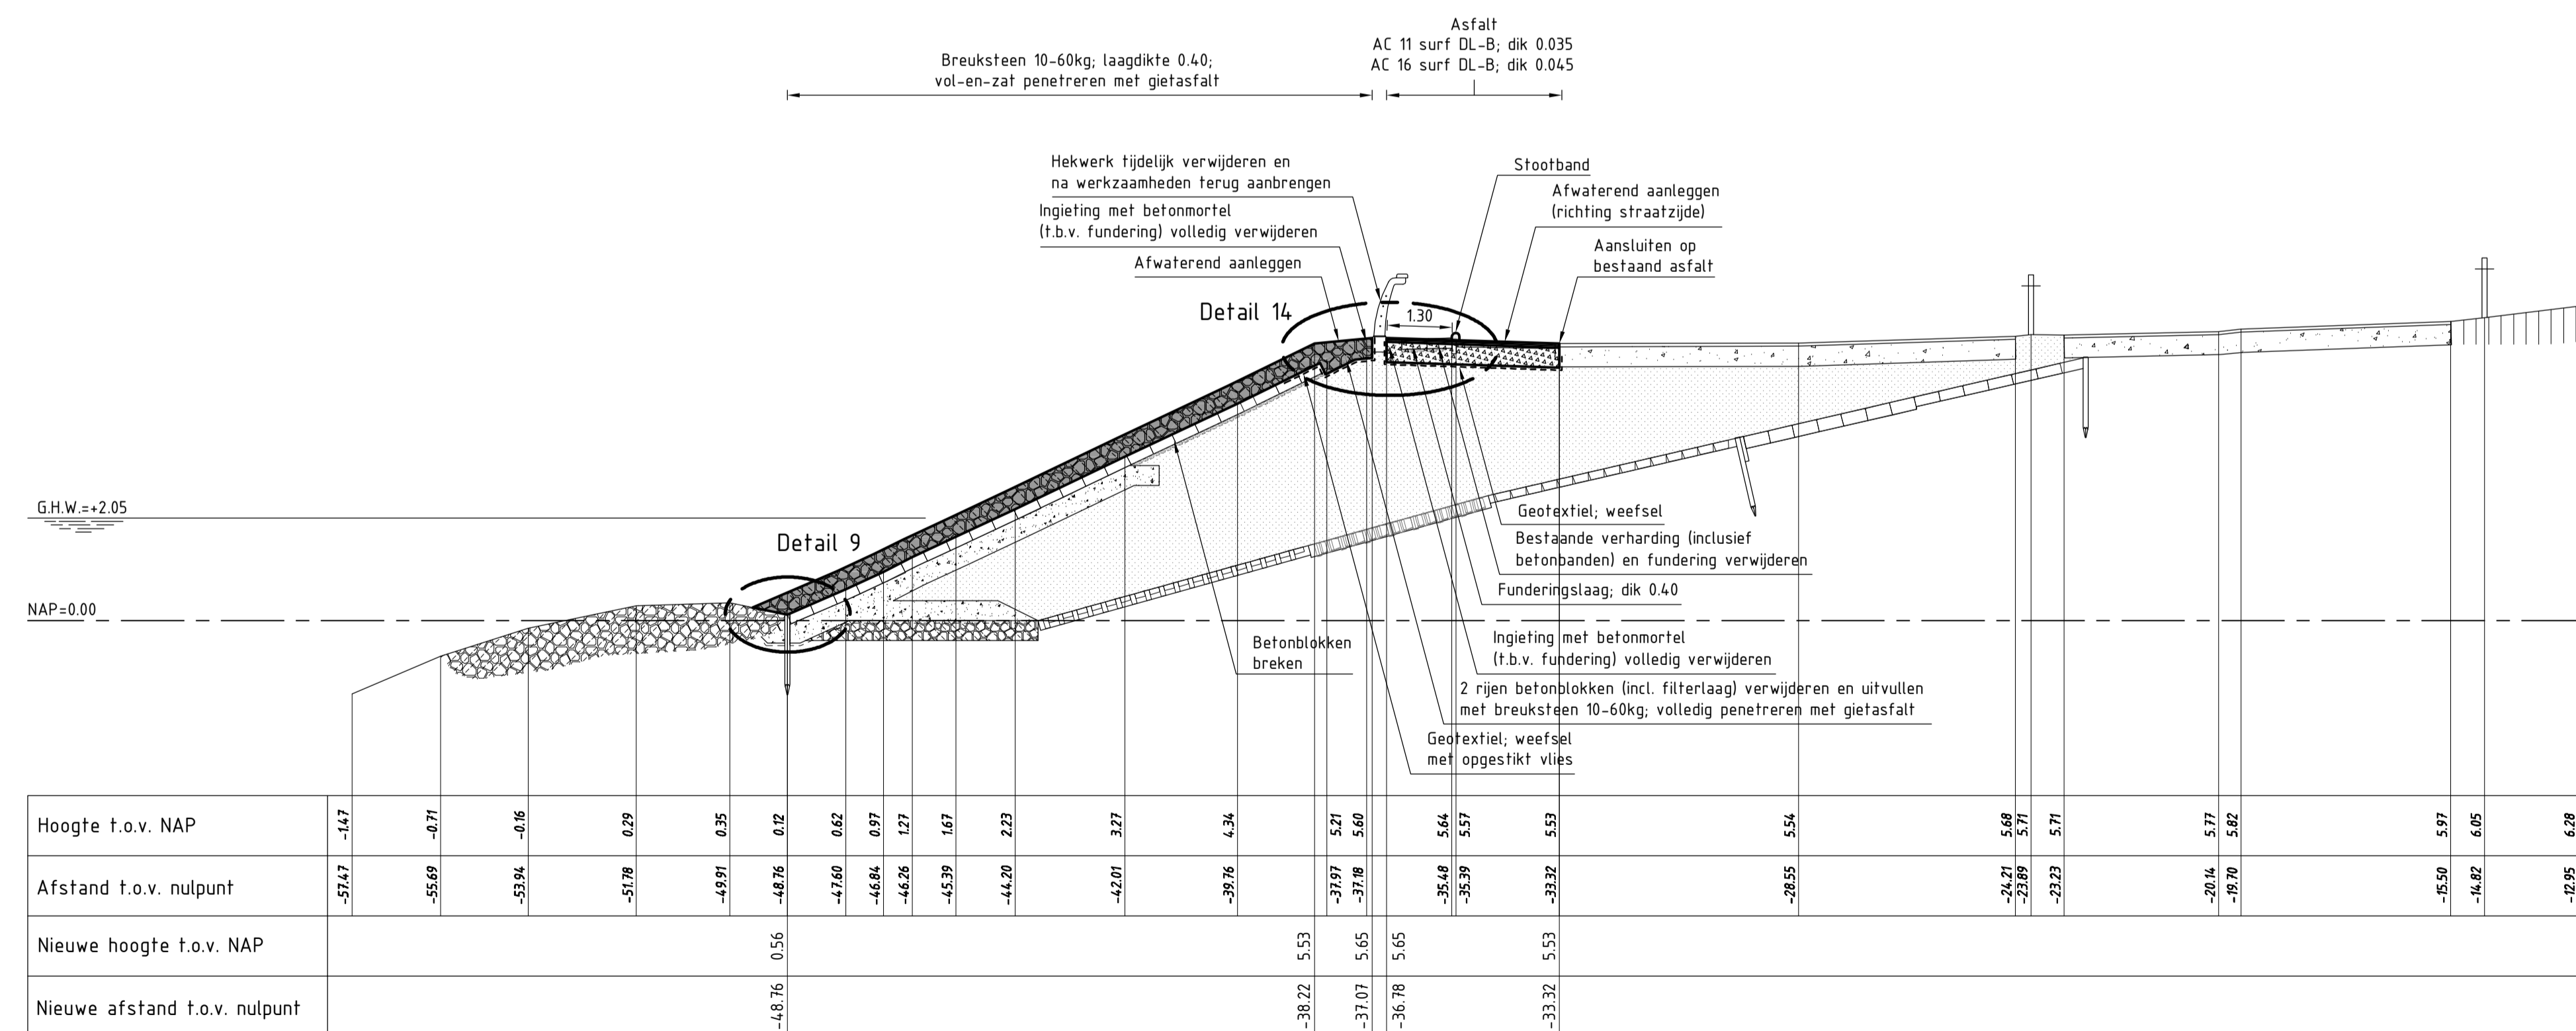 Asfalt
AC 11 surf DL-B; dik 0.035
AC 16 surf DL-B; dik 0.045
Breuksteen 10-60kg; laagdikte 0.40;
vol-en-zat penetreren met gietasfalt
Hekwerk tijdelijk verwijderen en
na werkzaamheden terug aanbrengen
Ingieting met betonmortel
(t.b.v. fundering) volledig verwijderen
Afwaterend aanleggen
Stootband
Afwaterend aanleggen
(richting straatzijde)
Aansluiten op
bestaand asfalt
Detail 14
1.30
G.H.W.=+2.05
Detail 9
NAP=0.00
Geotextiel; weefsel
Bestaande verharding (inclusief
betonbanden) en fundering verwijderen
Funderingslaag; dik 0.40
Betonblokken
breken
Ingieting met betonmortel
(t.b.v. fundering) volledig verwijderen
2 rijen betonblokken (incl. filterlaag) verwijderen en uitvullen
met breuksteen 10-60kg; volledig penetreren met gietasfalt
Geotextiel; weefsel
met opgestikt vlies
Hoogte t.o.v. NAP -1.47 -0.71 -0.16 0.29 0.35 0.12 0.62 0.97 1.27 1.67 2.23 3.27 4.34 5.21 5.60 5.64 5.57 5.53 5.54 5.68 5.71 5.71 5.77 5.82 5.97 6.05 6.28
Afstand t.o.v. nulpunt -57.47 -55.69 -53.94 -51.78 -49.91 -48.76 -47.60 -46.84 -46.26 -45.39 -44.20 -42.01 -39.76 -37.97 -37.18 -35.48 -35.39 -33.32 -28.55 -24.21 -23.89 -23.23 -20.14 -19.70 -15.50 -14.82 -12.95
Nieuwe hoogte t.o.v. NAP 0.56 5.53 5.65 5.65 5.53
Nieuwe afstand t.o.v. nulpunt -48.76 -38.22 -37.07 -36.78 -33.32